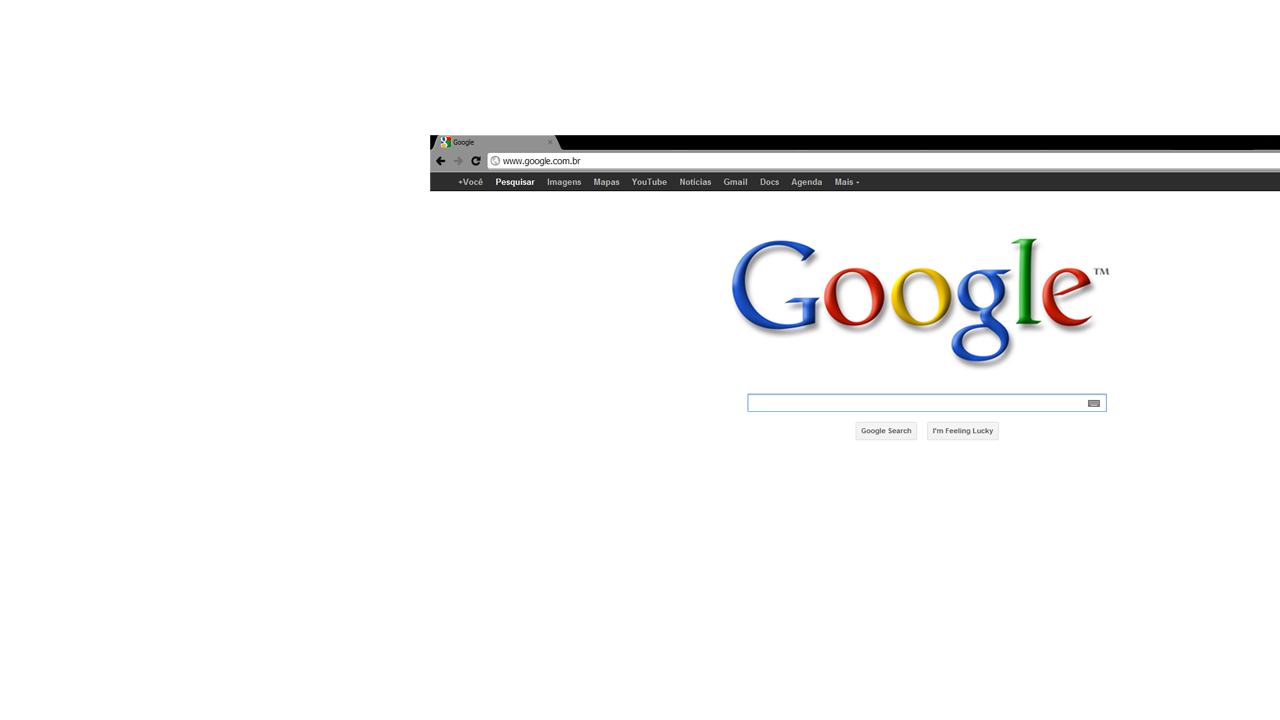 Google
www.google.com.br
+Você Pesquisar Imagens Mapas YouTube Noticias Gmail Docs Agenda Mais
Google™
Google Search I'm Feeling Lucky